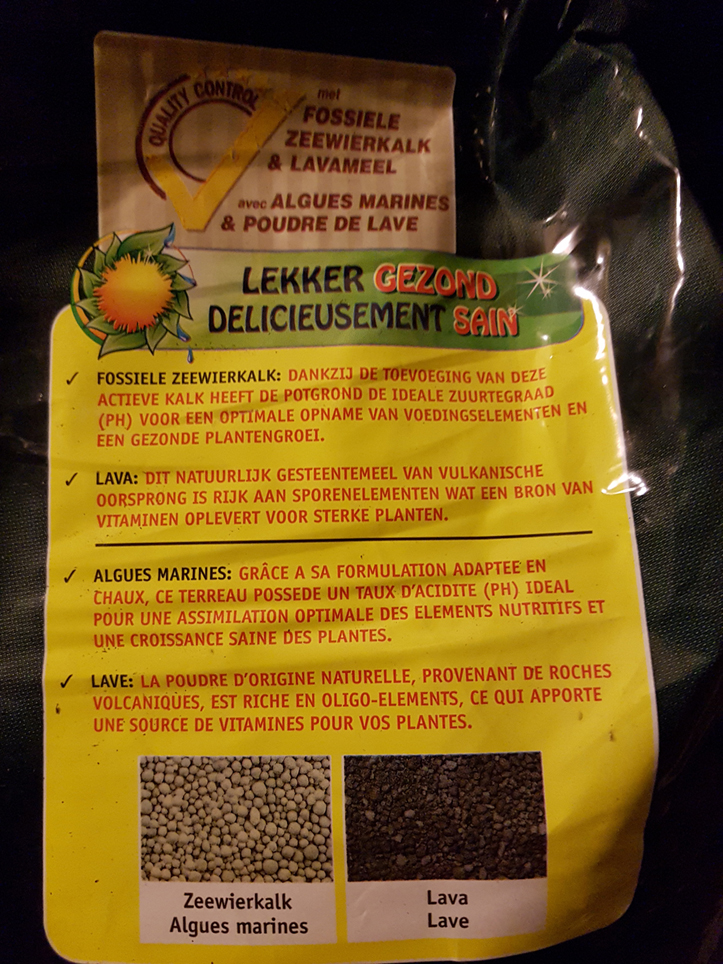 QUALITY CONTROL
met
FOSSIELE
ZEEWIERKALK
& LAVAMEEL
avec ALGUES MARINES
& POUDRE DE LAVE
LEKKER GEZOND
DELICIEUSEMENT SAIN
✓ FOSSIELE ZEEWIERKALK: DANKZIJ DE TOEVOEGING VAN DEZE
ACTIEVE KALK HEEFT DE POTGROND DE IDEALE ZUURTEGRAAD
(PH) VOOR EEN OPTIMALE OPNAME VAN VOEDINGSELEMENTEN EN
EEN GEZONDE PLANTENGROEI.
✓ LAVA: DIT NATUURLIJK GESTEENTEMEEL VAN VULKANISCHE
OORSPRONG IS RIJK AAN SPORENELEMENTEN WAT EEN BRON VAN
VITAMINEN OPLEVERT VOOR STERKE PLANTEN.
✓ ALGUES MARINES: GRÂCE A SA FORMULATION ADAPTEE EN
CHAUX, CE TERREAU POSSEDE UN TAUX D'ACIDITE (PH) IDEAL
POUR UNE ASSIMILATION OPTIMALE DES ELEMENTS NUTRITIFS ET
UNE CROISSANCE SAINE DES PLANTES.
✓ LAVE: LA POUDRE D'ORIGINE NATURELLE, PROVENANT DE ROCHES
VOLCANIQUES, EST RICHE EN OLIGO-ELEMENTS, CE QUI APPORTE
UNE SOURCE DE VITAMINES POUR VOS PLANTES.
Zeewierkalk
Algues marines
Lava
Lave